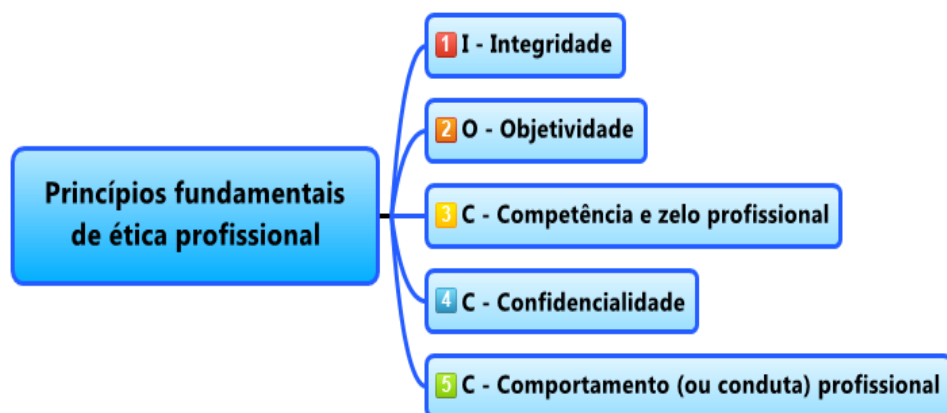 1 I - Integridade
2 O - Objetividade
Princípios fundamentais
de ética profissional
3 C - Competência e zelo profissional
4 C - Confidencialidade
5 C - Comportamento (ou conduta) profissional